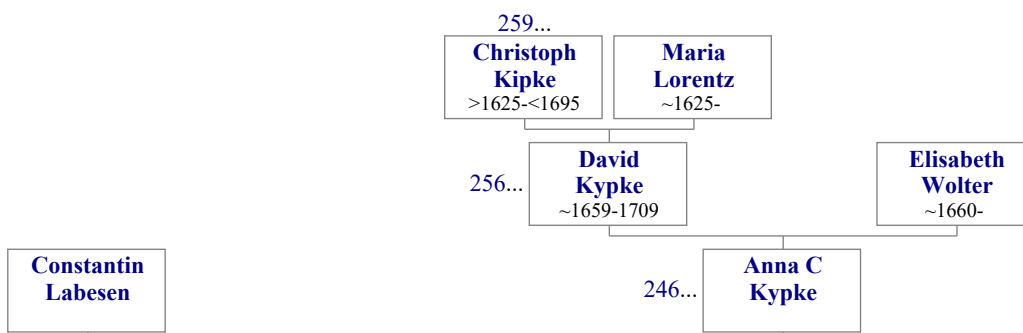 259...
Christoph
Kipke
>1625-<1695
Maria
Lorentz
~1625-
256...
David
Kypke
~1659-1709
Elisabeth
Wolter
~1660-
Constantin
Labesen
246...
Anna C
Kypke